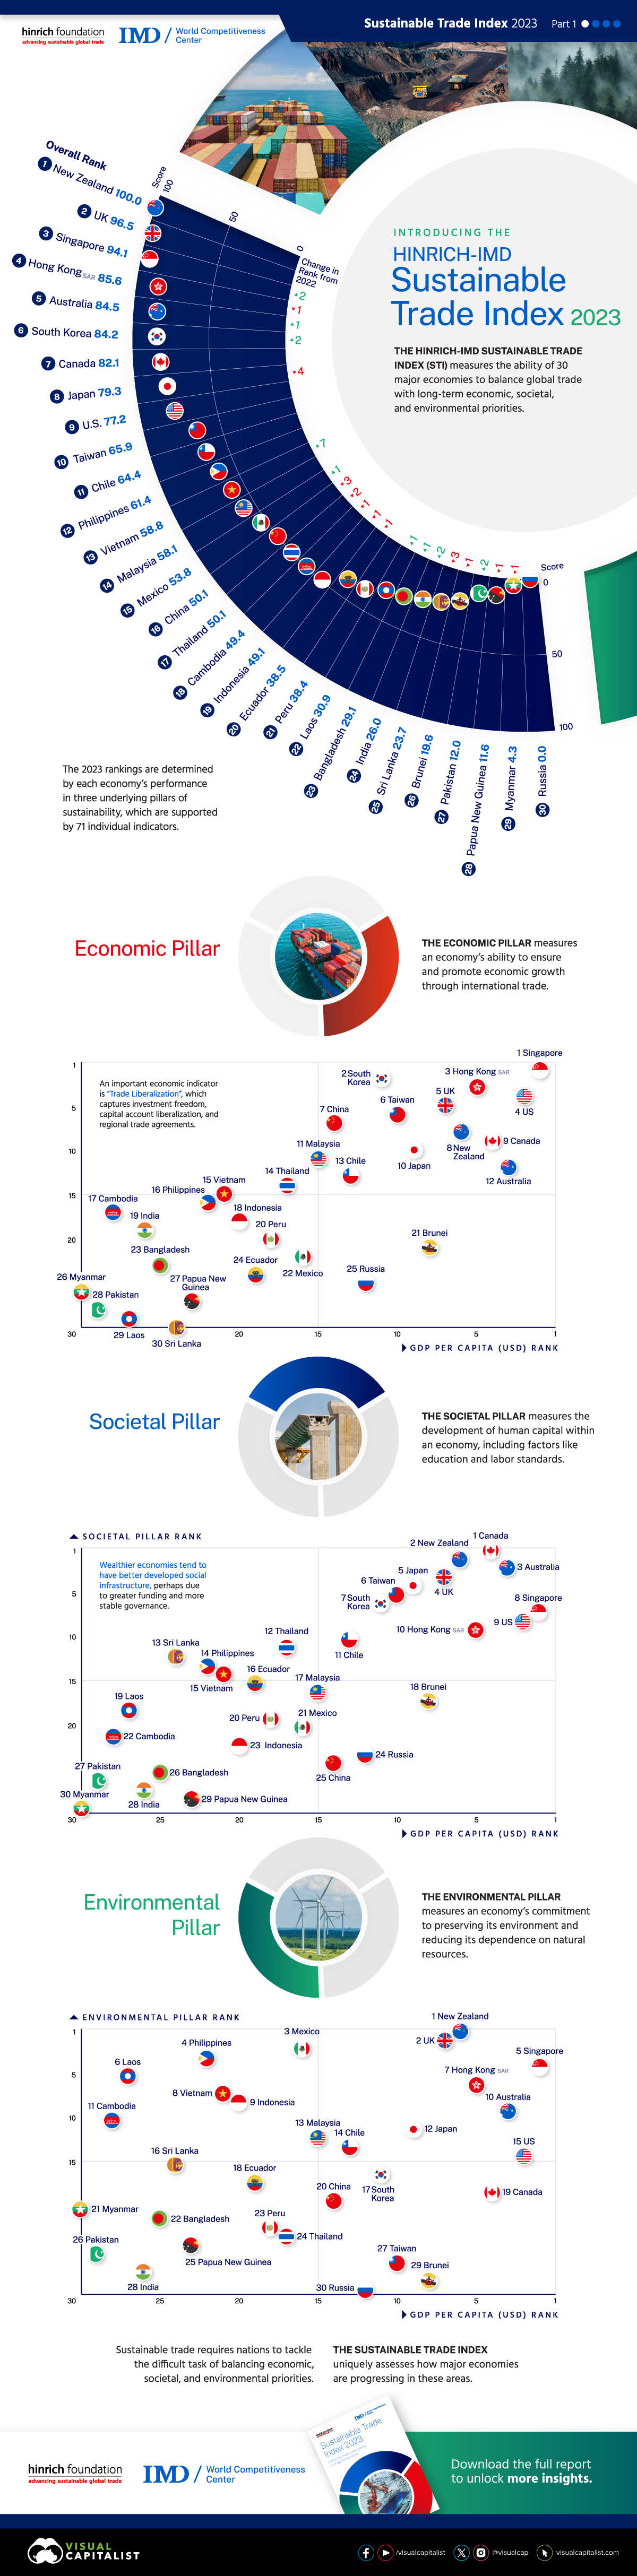 hinrich foundation
advancing sustainable global trade
IMD / World Competitiveness
Center
Sustainable Trade Index 2023 Part 1
Overall Rank
Score
100
50
0
Change in
Rank from
2022
1 New Zealand 100.0
2 UK 96.5
3 Singapore 94.1
4 Hong Kong SAR 85.6
5 Australia 84.5
6 South Korea 84.2
7 Canada 82.1
8 Japan 79.3
9 U.S. 77.2
10 Taiwan 65.9
11 Chile 64.4
12 Philippines 61.4
13 Vietnam 58.8
14 Malaysia 58.1
15 Mexico 53.8
16 China 50.1
17 Thailand 50.1
18 Cambodia 49.4
19 Indonesia 49.1
20 Ecuador 38.5
21 Peru 38.4
22 Laos 30.9
23 Bangladesh 29.1
24 India 26.0
25 Sri Lanka 23.7
26 Brunei 19.6
27 Pakistan 12.0
28 Papua New Guinea 11.6
29 Myanmar 4.3
30 Russia 0.0
2
1
1
2
4
7
1
3
2
1
1
1
1
1
2
3
1
2
1
1
Score
0
50
100
INTRODUCING THE
HINRICH-IMD
Sustainable
Trade Index 2023
THE HINRICH-IMD SUSTAINABLE TRADE
INDEX (STI) measures the ability of 30
major economies to balance global trade
with long-term economic, societal,
and environmental priorities.
The 2023 rankings are determined
by each economy's performance
in three underlying pillars of
sustainability, which are supported
by 71 individual indicators.
Economic Pillar
THE ECONOMIC PILLAR measures
an economy's ability to ensure
and promote economic growth
through international trade.
An important economic indicator
is "Trade Liberalization", which
captures investment freedom,
capital account liberalization, and
regional trade agreements.
1
5
10
15
20
30
1 Singapore
2 South
Korea
3 Hong Kong SAR
4 US
5 UK
6 Taiwan
7 China
8 New
Zealand
9 Canada
10 Japan
11 Malaysia
12 Australia
13 Chile
14 Thailand
15 Vietnam
16 Philippines
17 Cambodia
18 Indonesia
19 India
20 Peru
21 Brunei
22 Mexico
23 Bangladesh
24 Ecuador
25 Russia
26 Myanmar
27 Papua New
Guinea
28 Pakistan
29 Laos
30 Sri Lanka
20
15
10
5
1
GDP PER CAPITA (USD) RANK
Societal Pillar
THE SOCIETAL PILLAR measures the
development of human capital within
an economy, including factors like
education and labor standards.
SOCIETAL PILLAR RANK
Wealthier economies tend to
have better developed social
infrastructure, perhaps due
to greater funding and more
stable governance.
1
5
10
15
20
1 Canada
2 New Zealand
3 Australia
4 UK
5 Japan
6 Taiwan
7 South
Korea
8 Singapore
9 US
10 Hong Kong SAR
11 Chile
12 Thailand
13 Sri Lanka
14 Philippines
15 Vietnam
16 Ecuador
17 Malaysia
18 Brunei
19 Laos
20 Peru
21 Mexico
22 Cambodia
23 Indonesia
24 Russia
25 China
26 Bangladesh
27 Pakistan
28 India
29 Papua New Guinea
30 Myanmar
30
25
20
15
10
5
1
GDP PER CAPITA (USD) RANK
Environmental
Pillar
THE ENVIRONMENTAL PILLAR
measures an economy's commitment
to preserving its environment and
reducing its dependence on natural
resources.
ENVIRONMENTAL PILLAR RANK
1
5
10
15
1 New Zealand
2 UK
3 Mexico
4 Philippines
5 Singapore
6 Laos
7 Hong Kong SAR
8 Vietnam
9 Indonesia
10 Australia
11 Cambodia
12 Japan
13 Malaysia
14 Chile
15 US
16 Sri Lanka
17 South
Korea
18 Ecuador
19 Canada
20 China
21 Myanmar
22 Bangladesh
23 Peru
24 Thailand
25 Papua New Guinea
26 Pakistan
27 Taiwan
28 India
29 Brunei
30 Russia
30
25
20
15
10
5
1
GDP PER CAPITA (USD) RANK
Sustainable trade requires nations to tackle
the difficult task of balancing economic,
societal, and environmental priorities.
THE SUSTAINABLE TRADE INDEX
uniquely assesses how major economies
are progressing in these areas.
hinrich foundation
advancing sustainable global trade
IMD / World Competitiveness
Center
Sustainable Trade
Index 2023
Download the full report
to unlock more insights.
VISUAL
CAPITALIST
/visualcapitalist
@visualcap
visualcapitalist.com